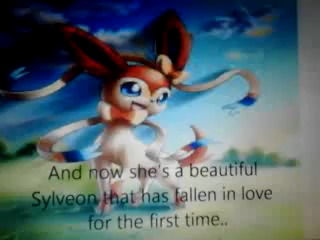 And now she's a beautiful
Sylveon that has fallen in love
for the first time..